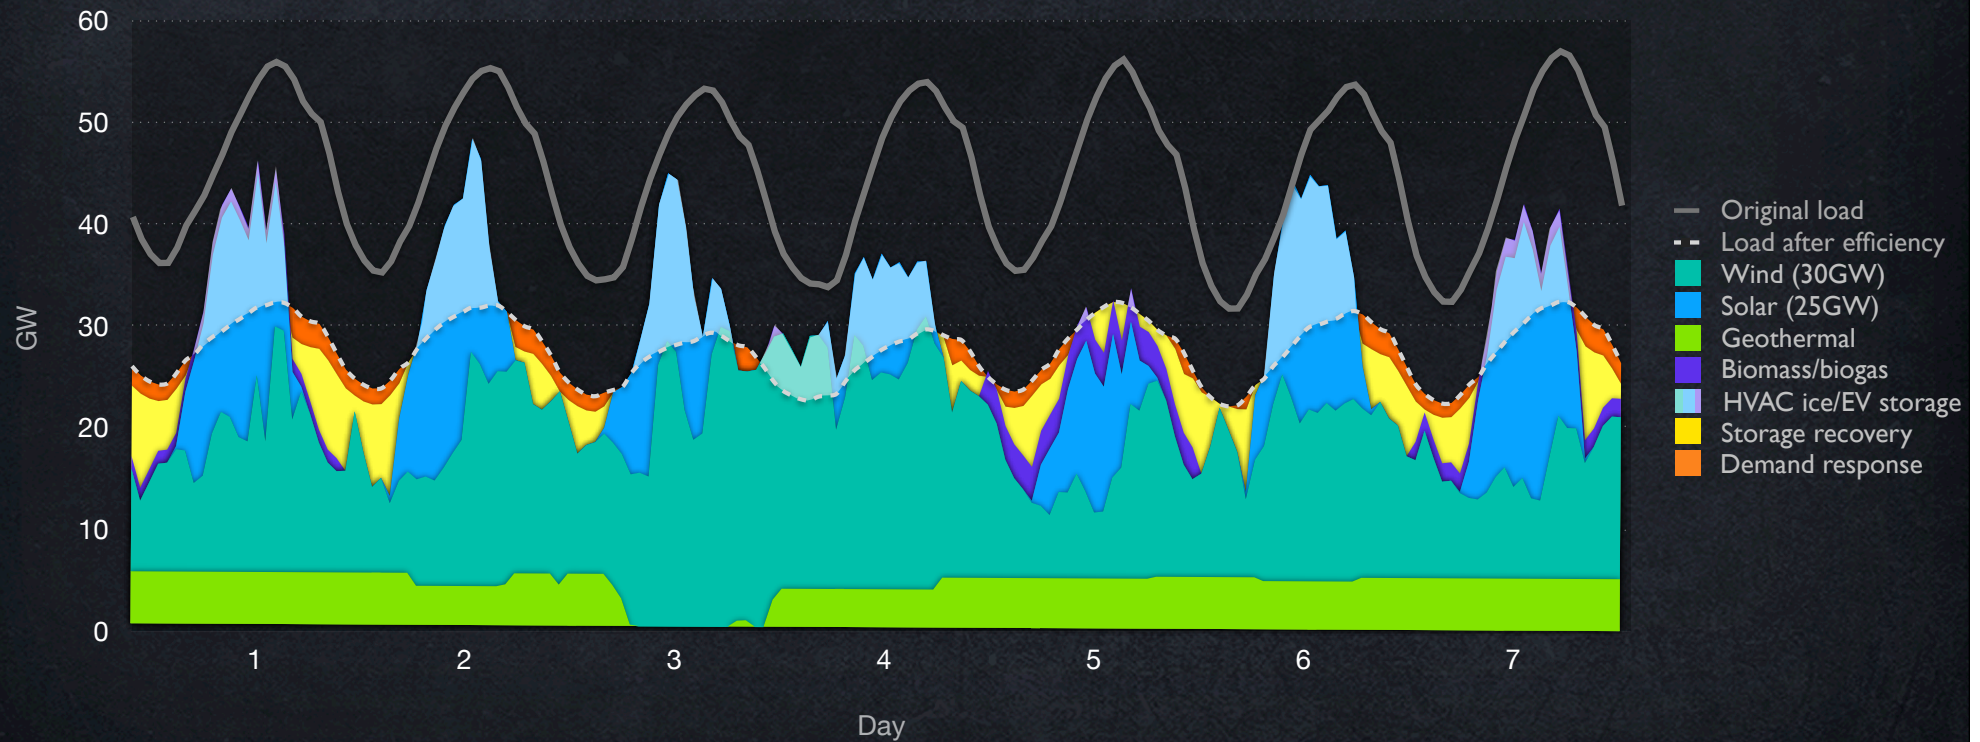 60
50
40
30
20
10
0
GW
1 2 3 4 5 6 7
Day
Original load
Load after efficiency
Wind (30GW)
Solar (25GW)
Geothermal
Biomass/biogas
HVAC ice/EV storage
Storage recovery
Demand response